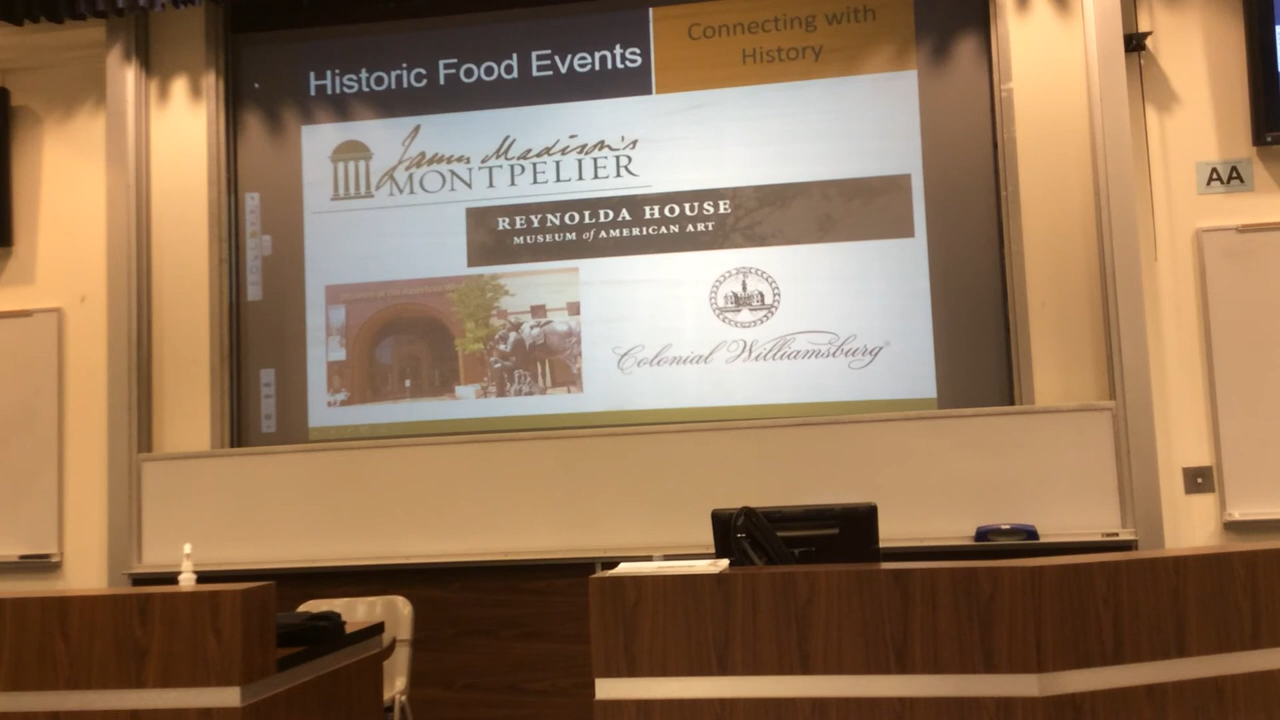 Historic Food Events
Connecting with
History
James Madison's
MONTPELIER
REYNOLDA HOUSE
MUSEUM of AMERICAN ART
Colonial Williamsburg
AA